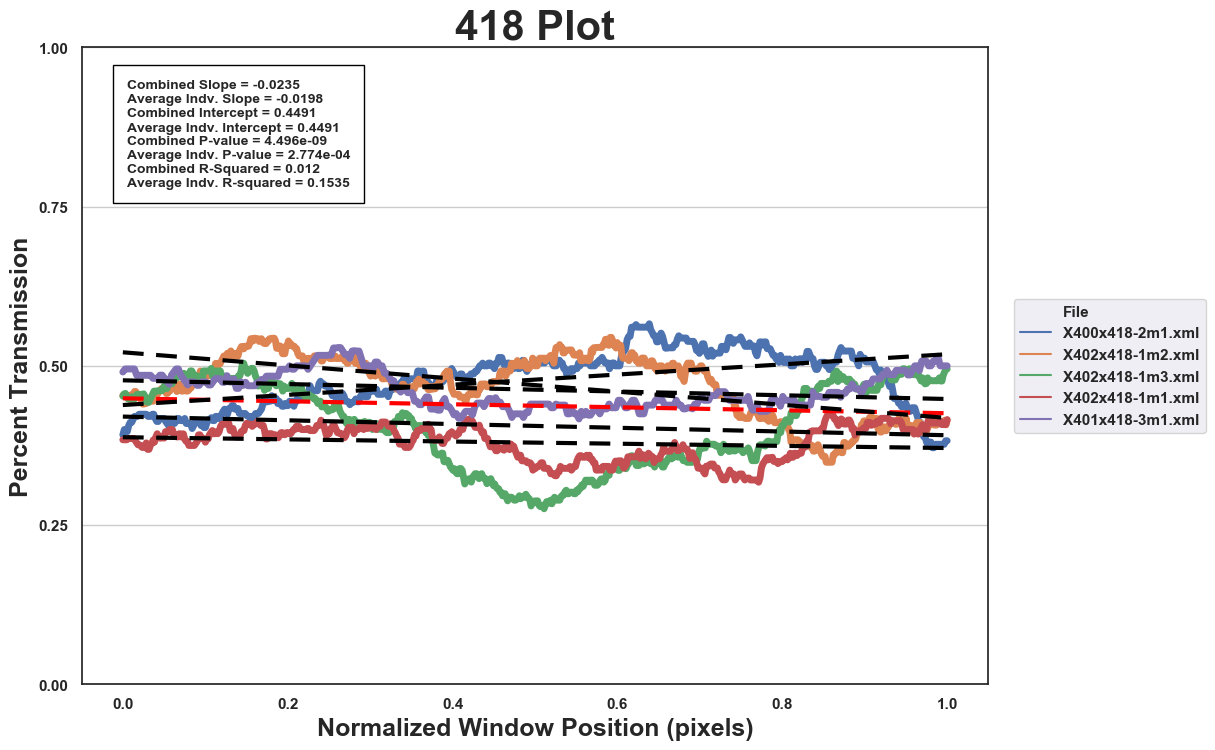 418 Plot
1.00
Combined Slope = -0.0235
Average Indv. Slope = -0.0198
Combined Intercept = 0.4491
Average Indv. Intercept = 0.4491
Combined P-value = 4.496e-09
Average Indv. P-value = 2.774e-04
Combined R-Squared = 0.012
Average Indv. R-squared = 0.1535
0.75
Percent Transmission
0.50
0.25
0.00
File
X400x418-2m1.xml
X402x418-1m2.xml
X402x418-1m3.xml
X402x418-1m1.xml
X401x418-3m1.xml
0.0 0.2 0.4 0.6 0.8 1.0
Normalized Window Position (pixels)